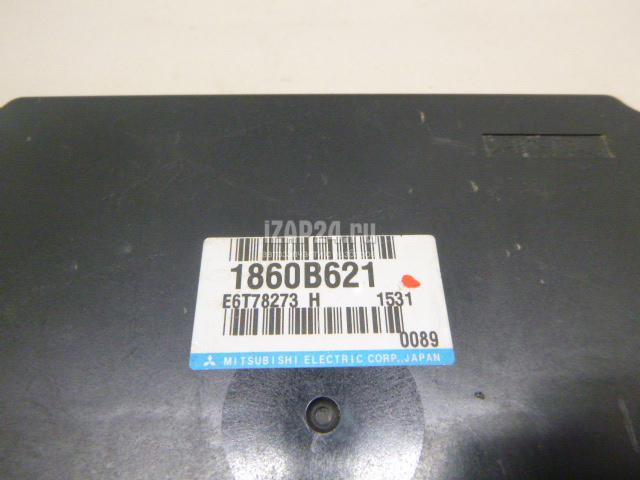 iZAP24.ru
1860B621
E6T78273 H 1531
0089
MITSUBISHI ELECTRIC CORP.,JAPAN